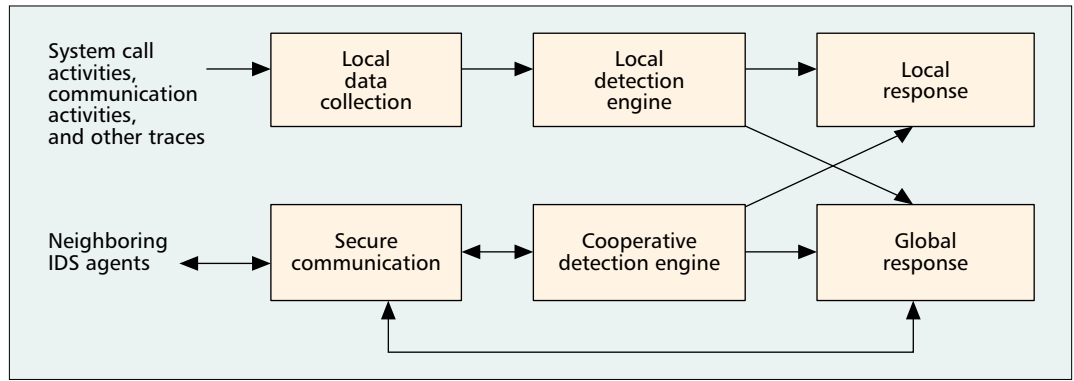 System call
activities,
communication
activities,
and other traces
Local
data
collection
Local
detection
engine
Local
response
Neighboring
IDS agents
Secure
communication
Cooperative
detection engine
Global
response